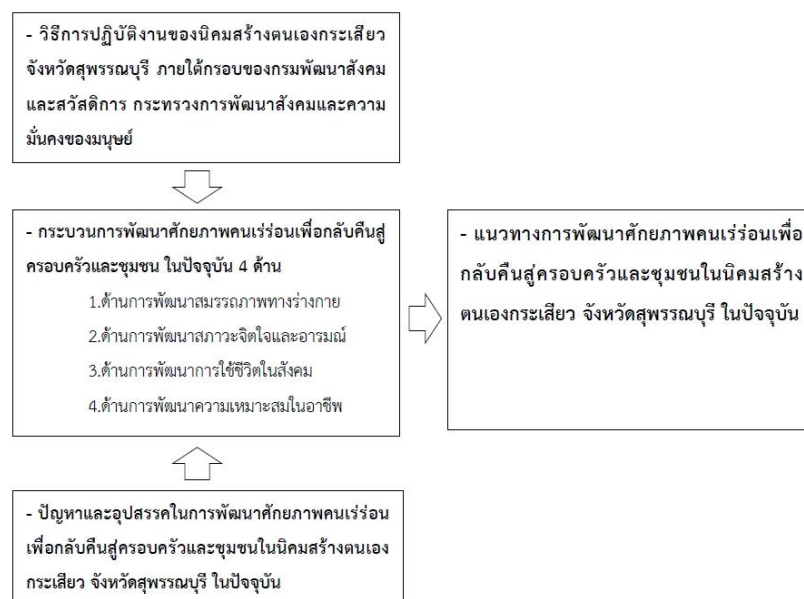 - วิธีการปฏิบัติงานของนิคมสร้างตนเองกระเสียว
จังหวัดสุพรรณบุรี ภายใต้กรอบของกรมพัฒนาสังคม
และสวัสดิการ กระทรวงการพัฒนาสังคมและความ
มั่นคงของมนุษย์
- กระบวนการพัฒนาศักยภาพคนเร่ร่อนเพื่อกลับคืนสู่
ครอบครัวและชุมชน ในปัจจุบัน 4 ด้าน
1.ด้านการพัฒนาสมรรถภาพทางร่างกาย
2.ด้านการพัฒนาสภาวะจิตใจและอารมณ์
3.ด้านการพัฒนาการใช้ชีวิตในสังคม
4.ด้านการพัฒนาความเหมาะสมในอาชีพ
- แนวทางการพัฒนาศักยภาพคนเร่ร่อนเพื่อ
กลับคืนสู่ครอบครัวและชุมชนในนิคมสร้าง
ตนเองกระเสียว จังหวัดสุพรรณบุรี ในปัจจุบัน
- ปัญหาและอุปสรรคในการพัฒนาศักยภาพคนเร่ร่อน
เพื่อกลับคืนสู่ครอบครัวและชุมชนในนิคมสร้างตนเอง
กระเสียว จังหวัดสุพรรณบุรี ในปัจจุบัน